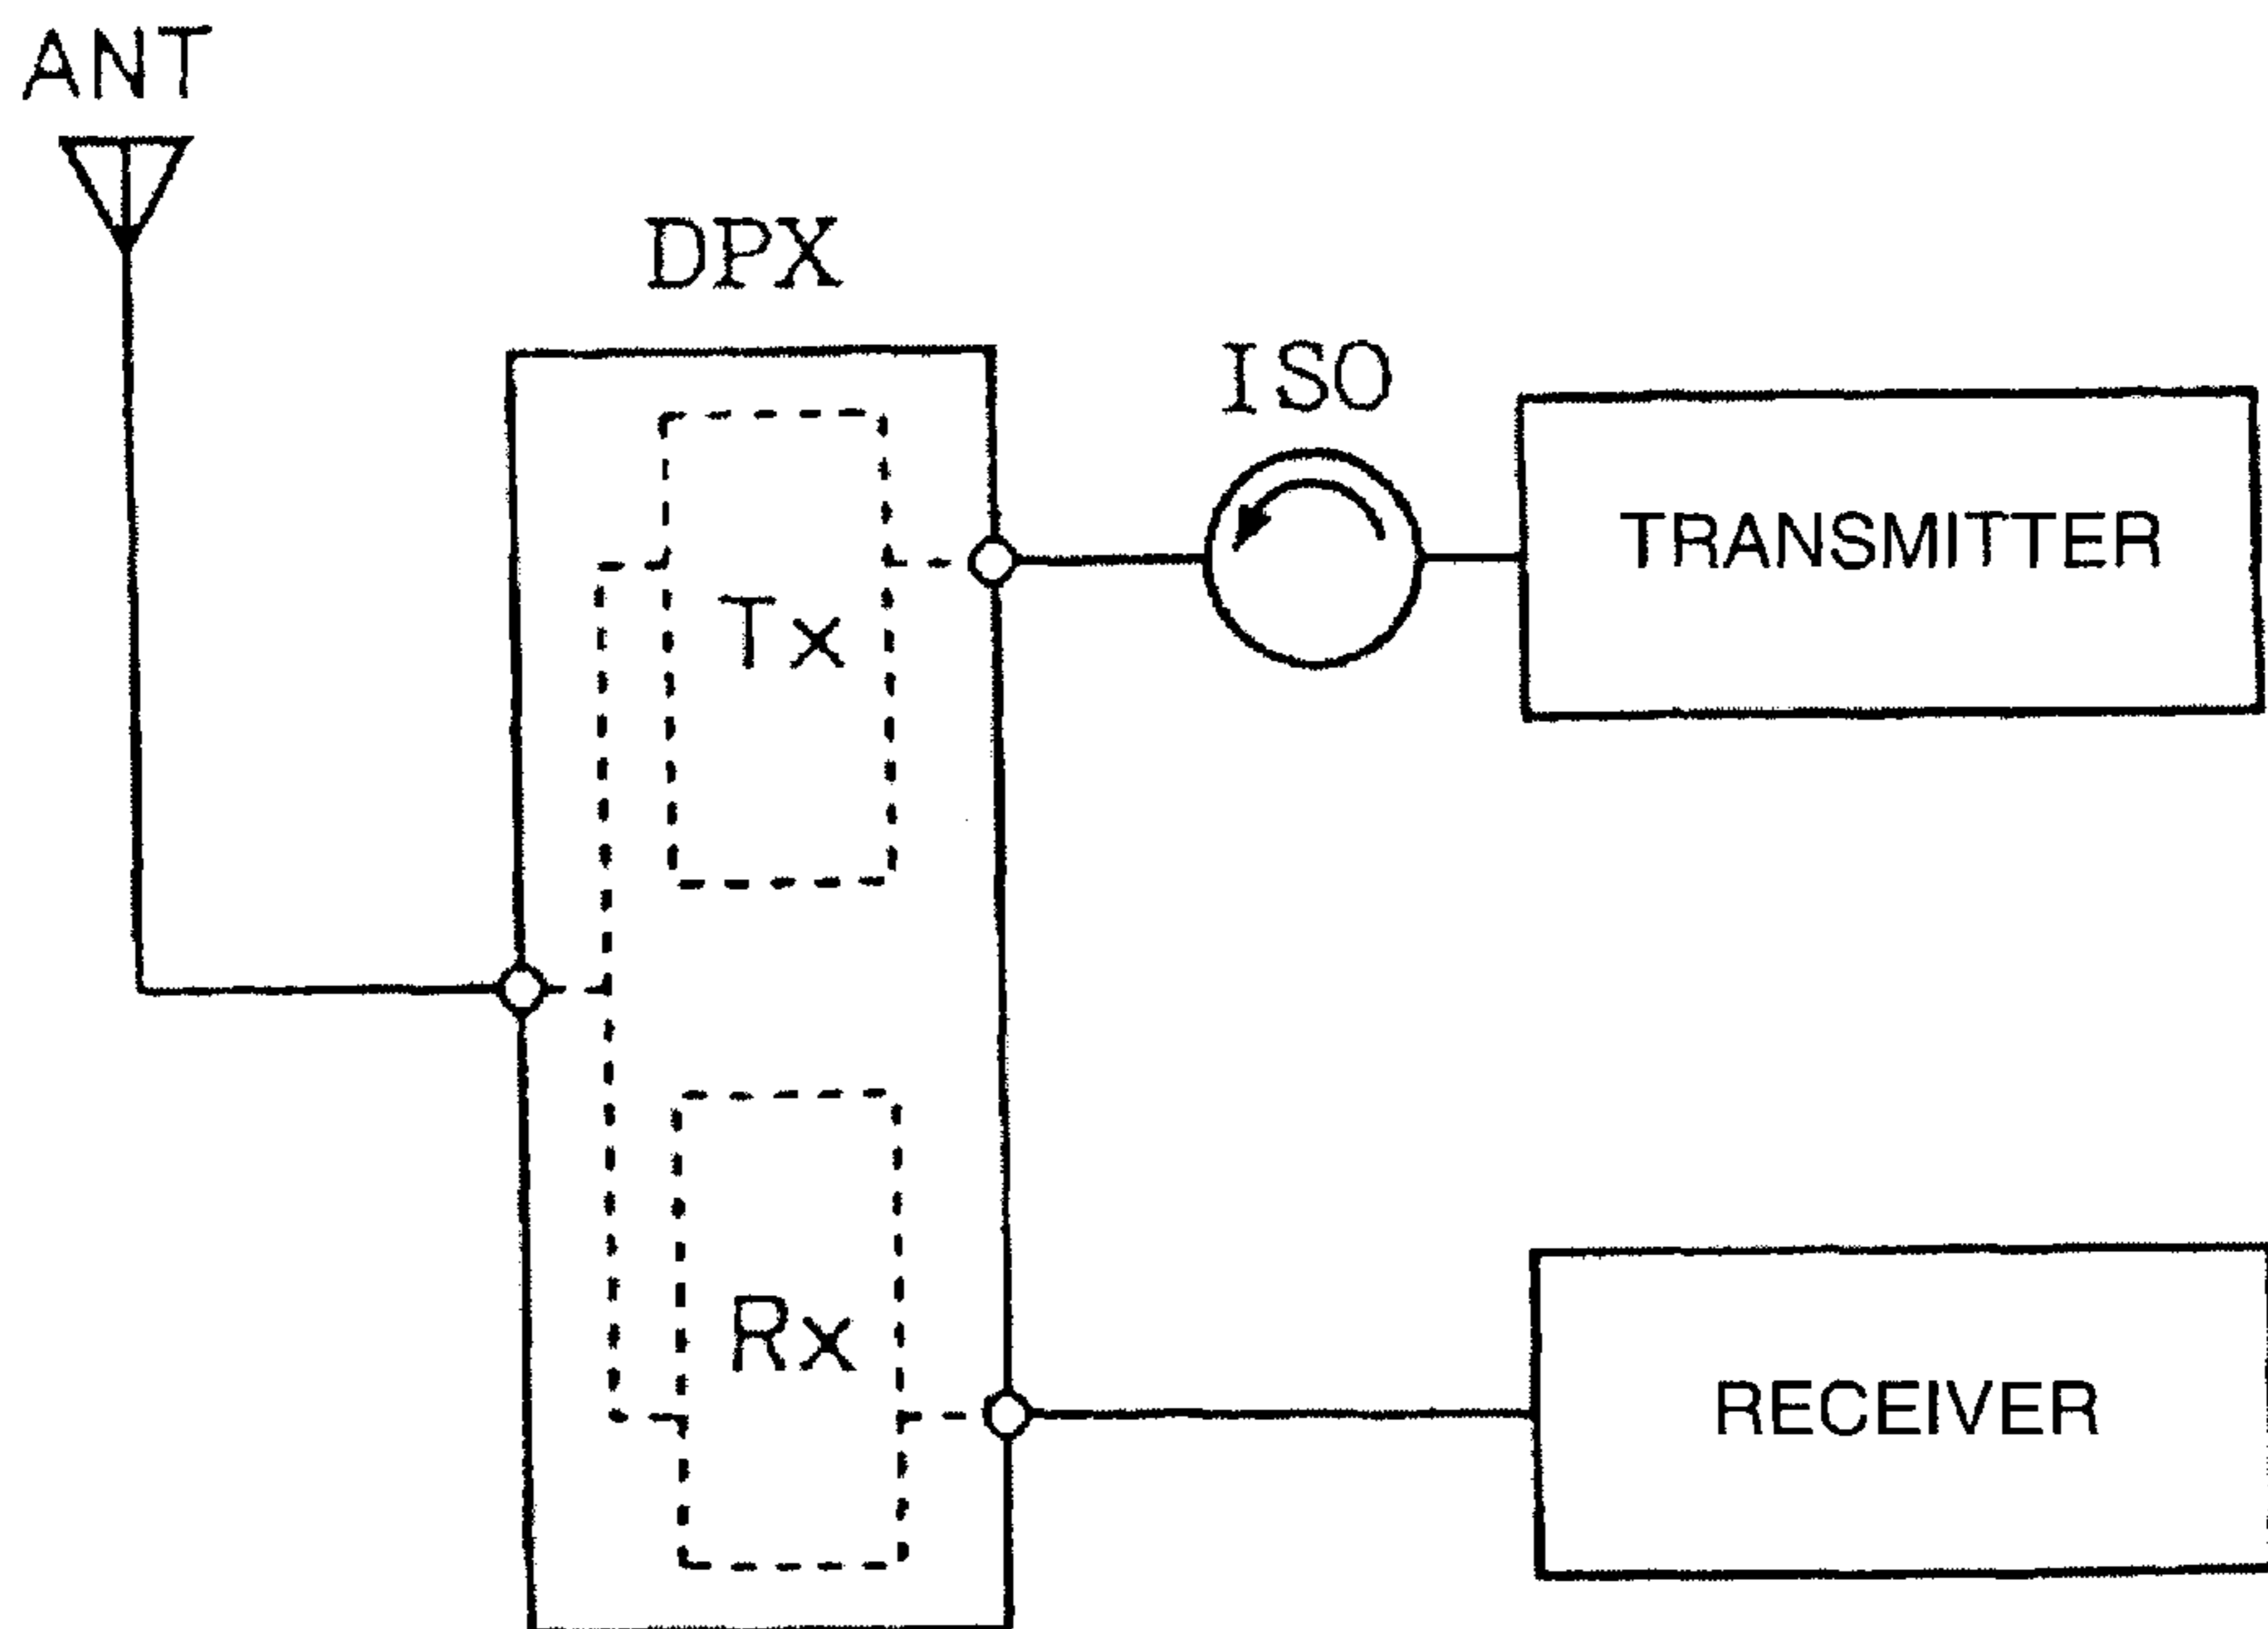 ANT
DPX
ISO
TRANSMITTER
Tx
Rx
RECEIVER